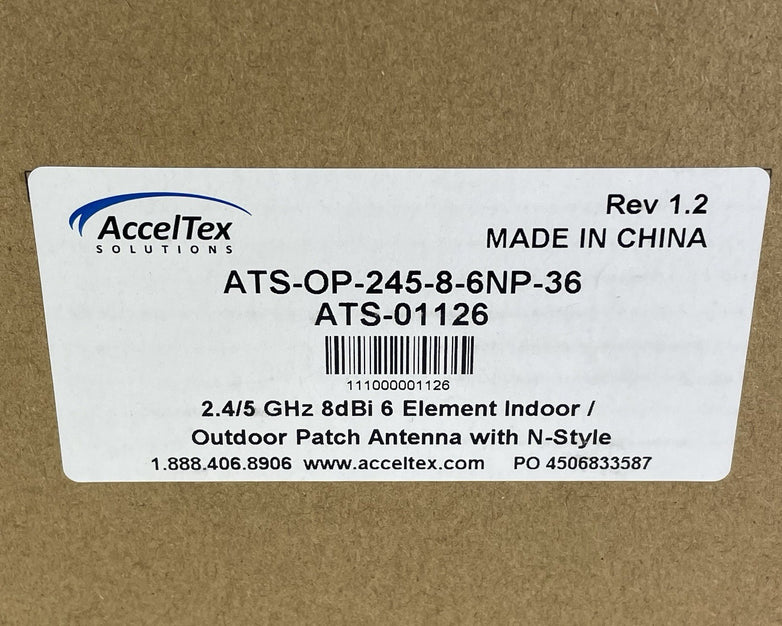 AccelTex
SOLUTIONS
Rev 1.2
MADE IN CHINA
ATS-OP-245-8-6NP-36
ATS-01126
111000001126
2.4/5 GHz 8dBi 6 Element Indoor /
Outdoor Patch Antenna with N-Style
1.888.406.8906 www.acceltex.com PO 4506833587